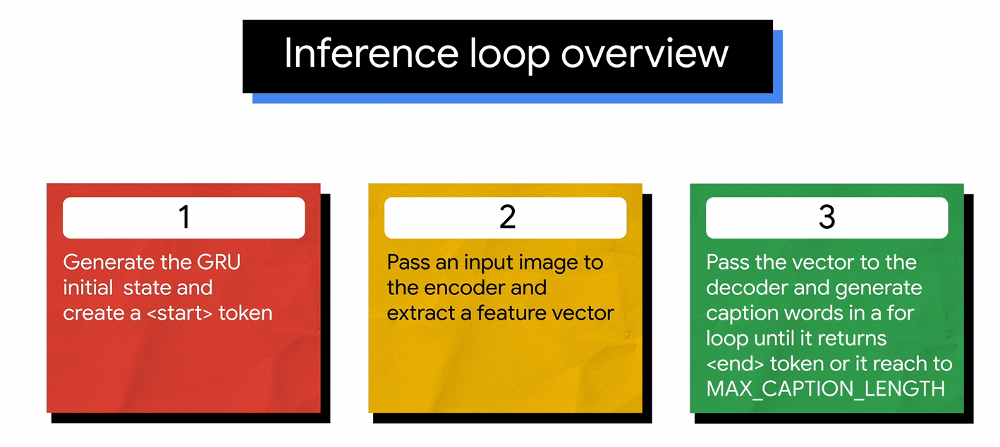 Inference loop overview
1
Generate the GRU
initial  state and
create a <start> token
2
Pass an input image to
the encoder and
extract a feature vector
3
Pass the vector to the
decoder and generate
caption words in a for
loop until it returns
<end> token or it reach to
MAX_CAPTION_LENGTH